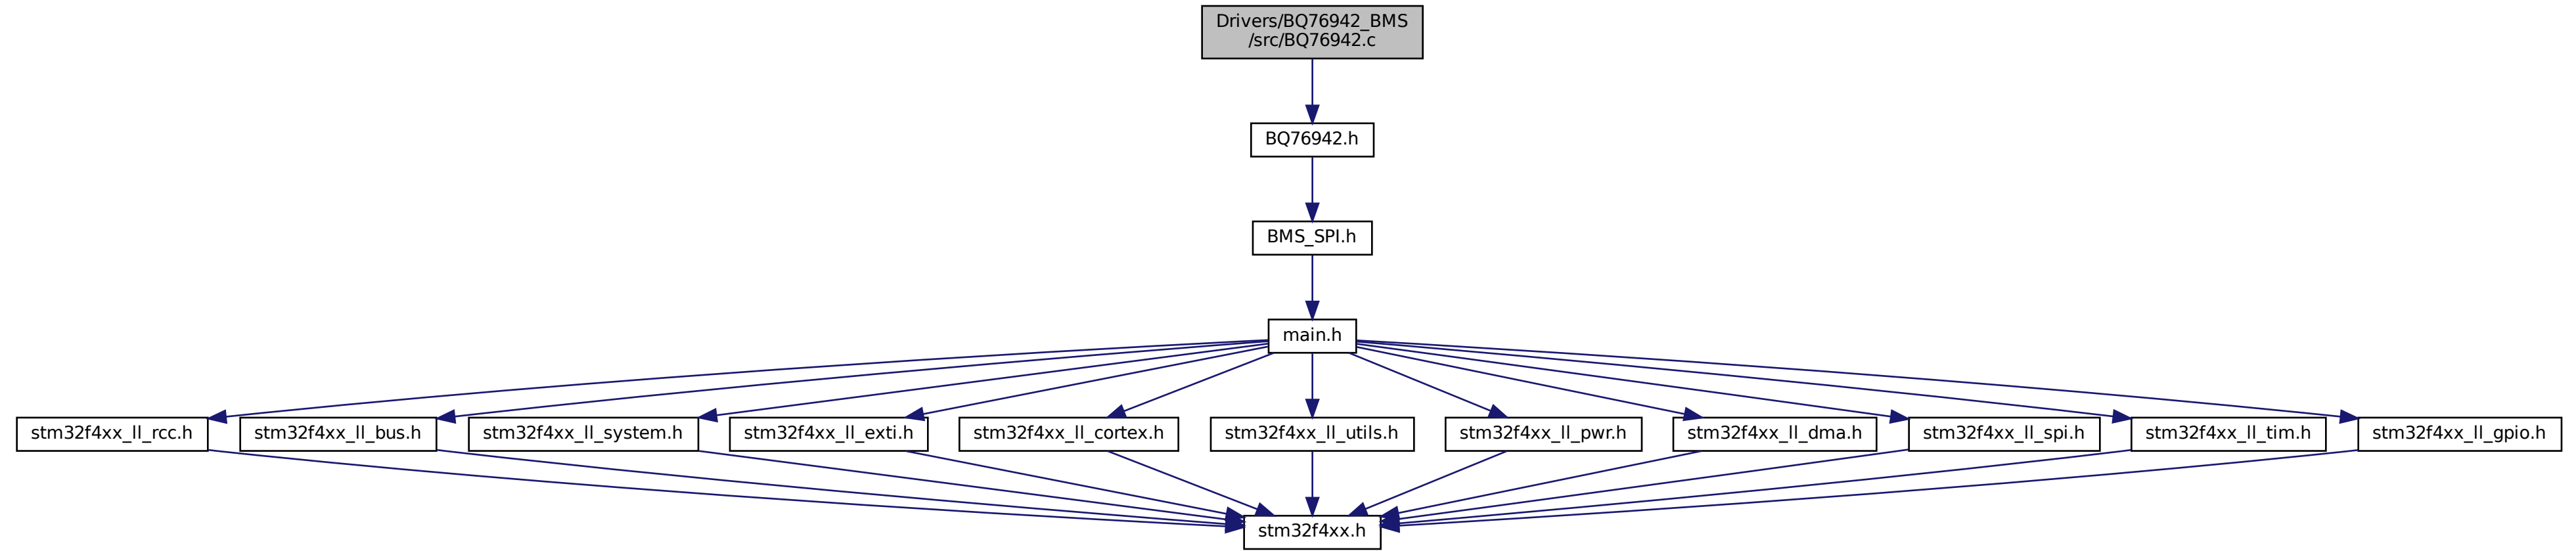 Drivers/BQ76942_BMS
/src/BQ76942.c
BQ76942.h
BMS_SPI.h
main.h
stm32f4xx_ll_rcc.h
stm32f4xx_ll_bus.h
stm32f4xx_ll_system.h
stm32f4xx_ll_exti.h
stm32f4xx_ll_cortex.h
stm32f4xx_ll_utils.h
stm32f4xx_ll_pwr.h
stm32f4xx_ll_dma.h
stm32f4xx_ll_spi.h
stm32f4xx_ll_tim.h
stm32f4xx_ll_gpio.h
stm32f4xx.h